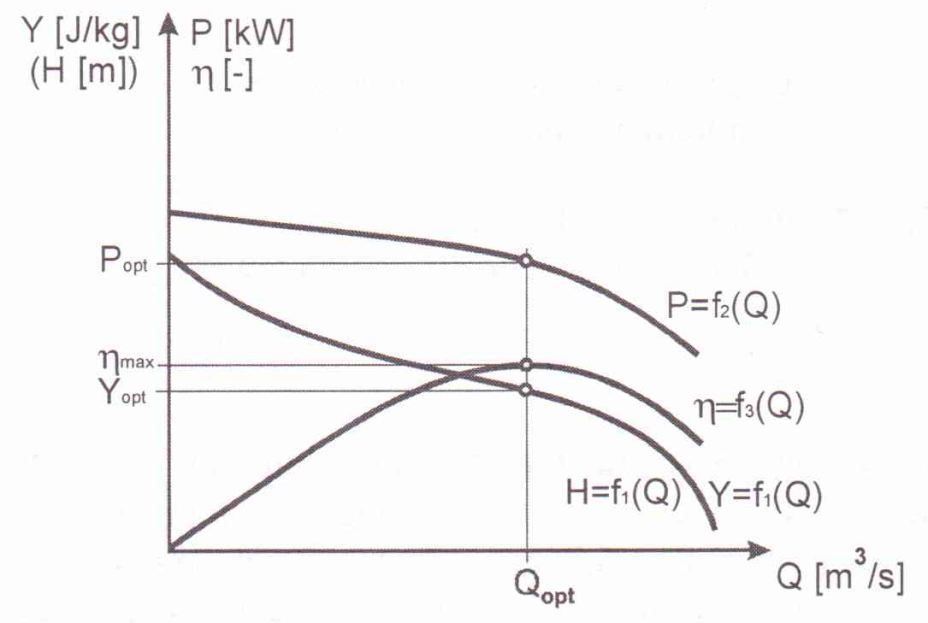 Y [J/kg] P [kW]
(H [m]) η [-]
Popt
ηmax
Yopt
P=f₂(Q)
η=f₃(Q)
H=f₁(Q) Y=f₁(Q)
Qopt
Q [m³/s]